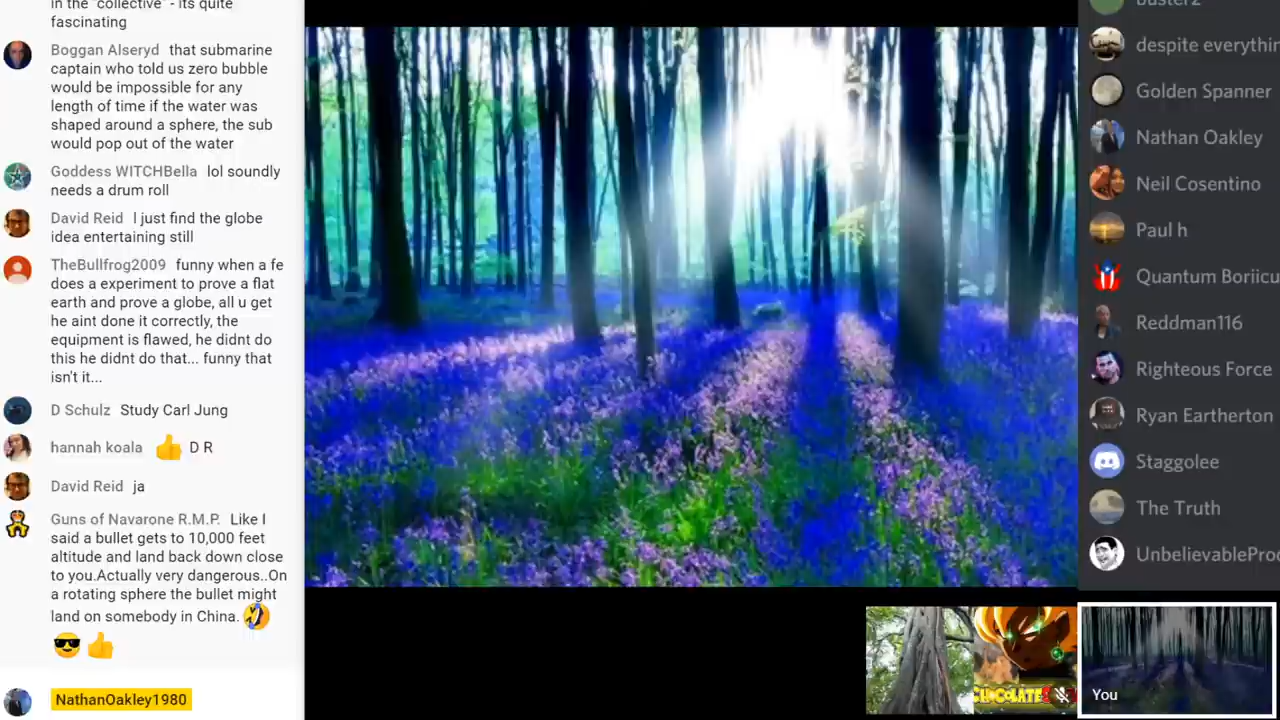 in the "collective" - its quite
fascinating
Boggan Alseryd that submarine
captain who told us zero bubble
would be impossible for any
length of time if the water was
shaped around a sphere, the sub
would pop out of the water
Goddess WITCHBella lol soundly
needs a drum roll
David Reid I just find the globe
idea entertaining still
TheBullfrog2009 funny when a fe
does a experiment to prove a flat
earth and prove a globe, all u get
he aint done it correctly, the
equipment is flawed, he didnt do
this he didnt do that... funny that
isn't it...
D Schulz Study Carl Jung
hannah koala 👍 D R
David Reid ja
Guns of Navarone R.M.P. Like I
said a bullet gets to 10,000 feet
altitude and land back down close
to you.Actually very dangerous..On
a rotating sphere the bullet might
land on somebody in China. 🤣
😎 👍
NathanOakley1980
buster2
despite everythin
Golden Spanner
Nathan Oakley
Neil Cosentino
Paul h
Quantum Boriicu
Reddman116
Righteous Force
Ryan Eartherton
Staggolee
The Truth
UnbelievableProd
CHOCOLATE
You